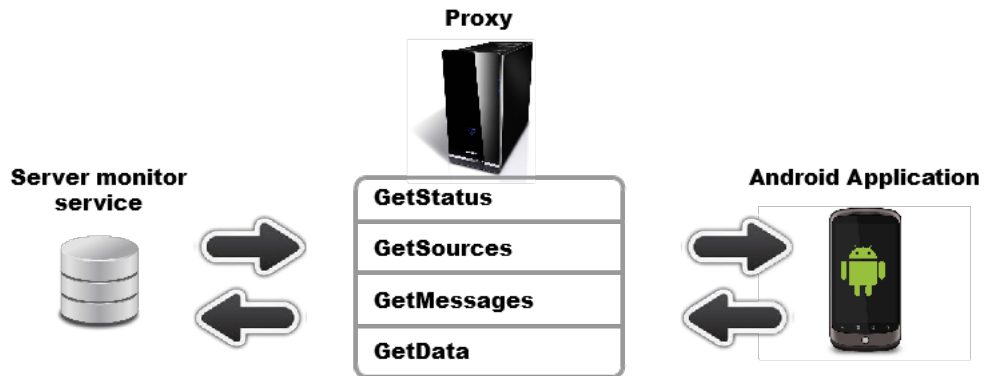 Proxy
Server monitor
service
GetStatus
GetSources
GetMessages
GetData
Android Application